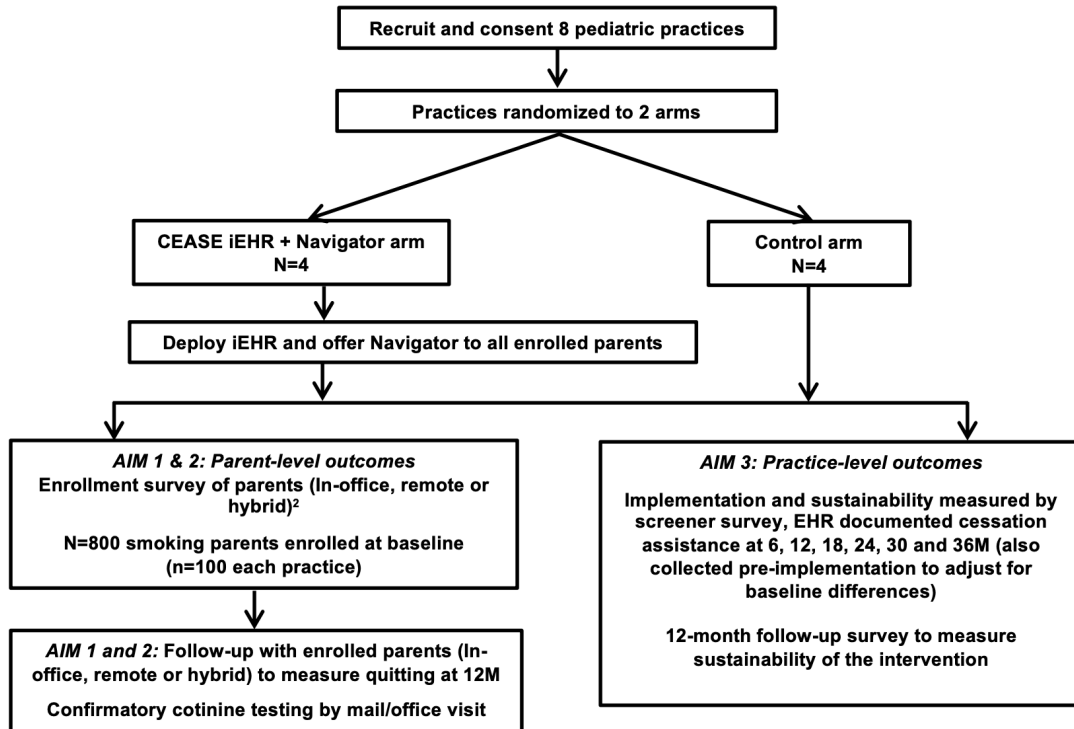 Recruit and consent 8 pediatric practices
Practices randomized to 2 arms
CEASE iEHR + Navigator arm
N=4
Control arm
N=4
Deploy iEHR and offer Navigator to all enrolled parents
AIM 1 & 2: Parent-level outcomes
Enrollment survey of parents (In-office, remote or
hybrid)²
N=800 smoking parents enrolled at baseline
(n=100 each practice)
AIM 3: Practice-level outcomes
Implementation and sustainability measured by
screener survey, EHR documented cessation
assistance at 6, 12, 18, 24, 30 and 36M (also
collected pre-implementation to adjust for
baseline differences)
12-month follow-up survey to measure
sustainability of the intervention
AIM 1 and 2: Follow-up with enrolled parents (In-
office, remote or hybrid) to measure quitting at 12M
Confirmatory cotinine testing by mail/office visit